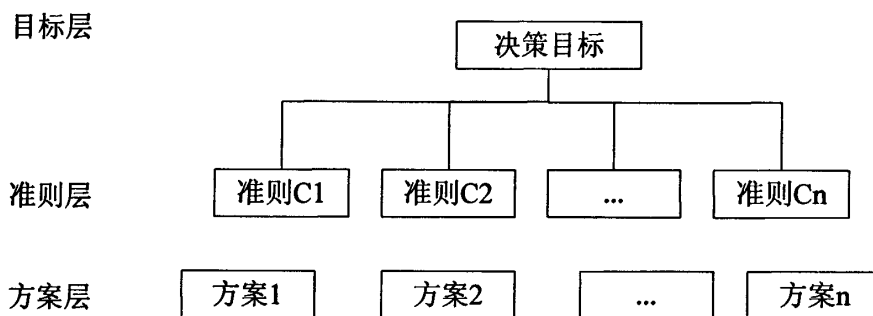 目标层
决策目标
准则层 准则C1 准则C2 ... 准则Cn
方案层 方案1 方案2 ... 方案n